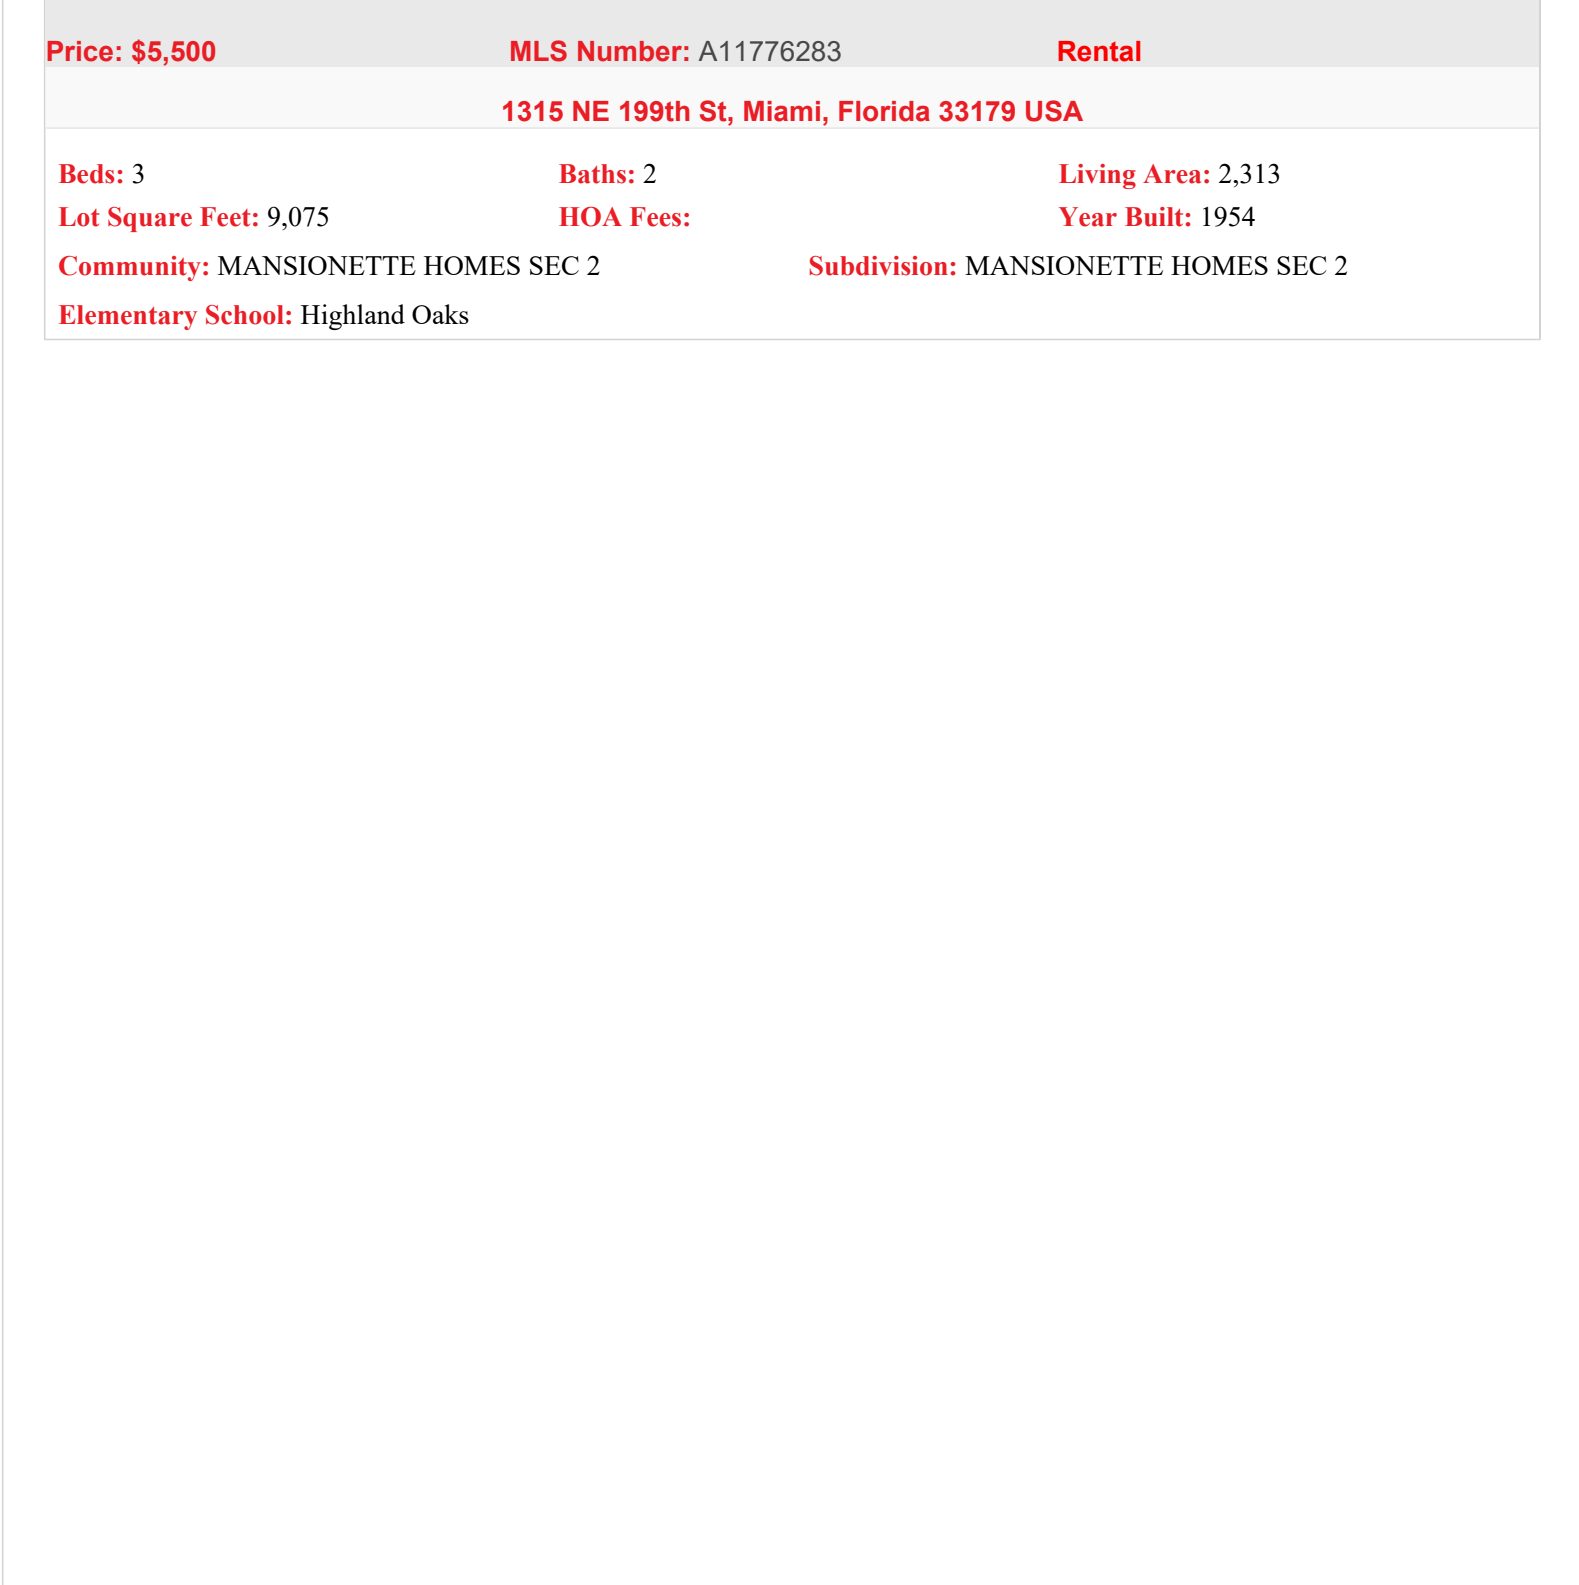 Price: $5,500 MLS Number: A11776283 Rental
1315 NE 199th St, Miami, Florida 33179 USA
Beds: 3 Baths: 2 Living Area: 2,313
Lot Square Feet: 9,075 HOA Fees: Year Built: 1954
Community: MANSIONETTE HOMES SEC 2 Subdivision: MANSIONETTE HOMES SEC 2
Elementary School: Highland Oaks